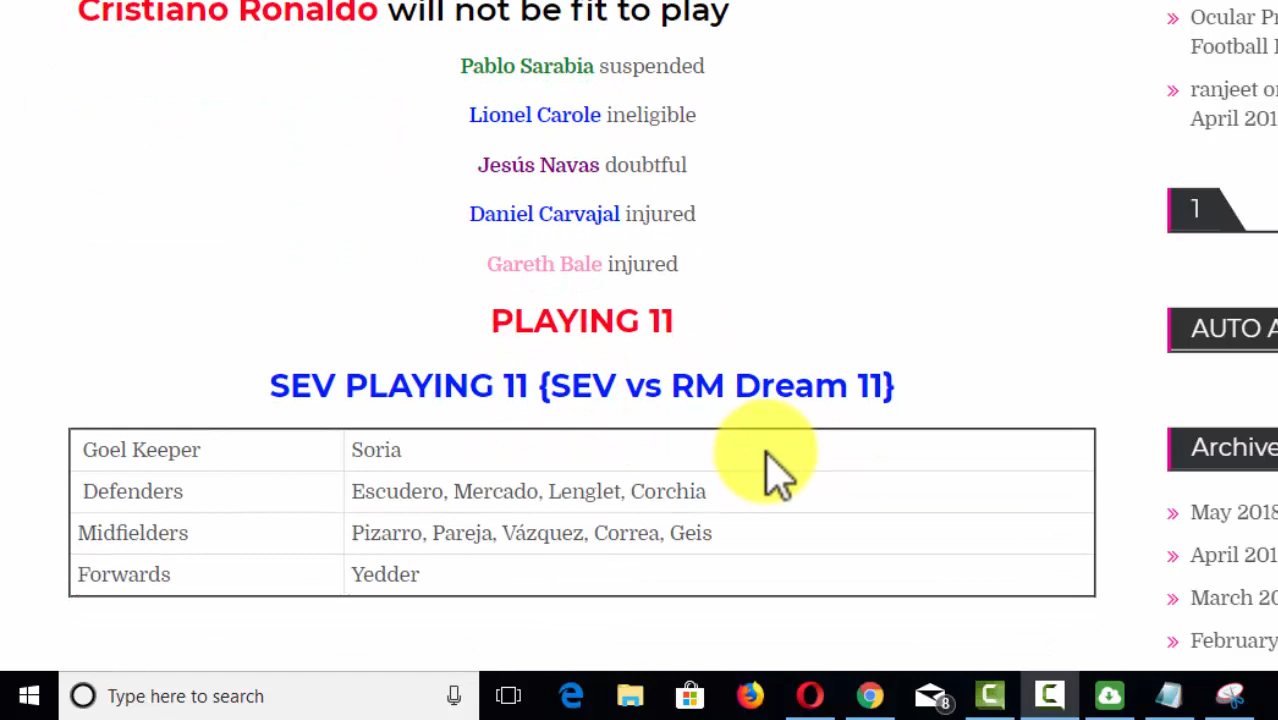 Cristiano Ronaldo will not be fit to play
Pablo Sarabia suspended
Lionel Carole ineligible
Jesús Navas doubtful
Daniel Carvajal injured
Gareth Bale injured
PLAYING 11
SEV PLAYING 11 {SEV vs RM Dream 11}
Goel Keeper Soria
Defenders Escudero, Mercado, Lenglet, Corchia
Midfielders Pizarro, Pareja, Vázquez, Correa, Geis
Forwards Yedder
Ocular Pr
Football
ranjeet o
April 201
1
AUTO A
Archive
May 2018
April 201
March 20
February
Type here to search
8